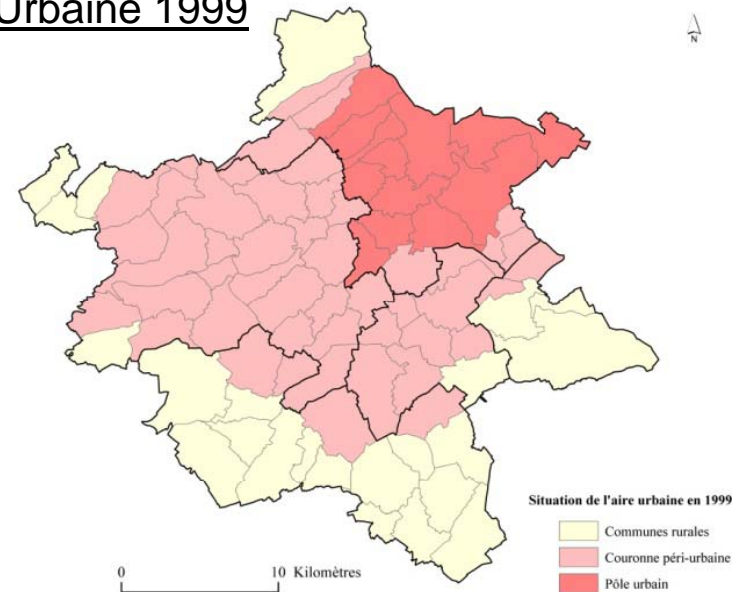 Urbaine 1999
N
Situation de l'aire urbaine en 1999
Communes rurales
Couronne péri-urbaine
Pôle urbain
0 10 Kilomètres